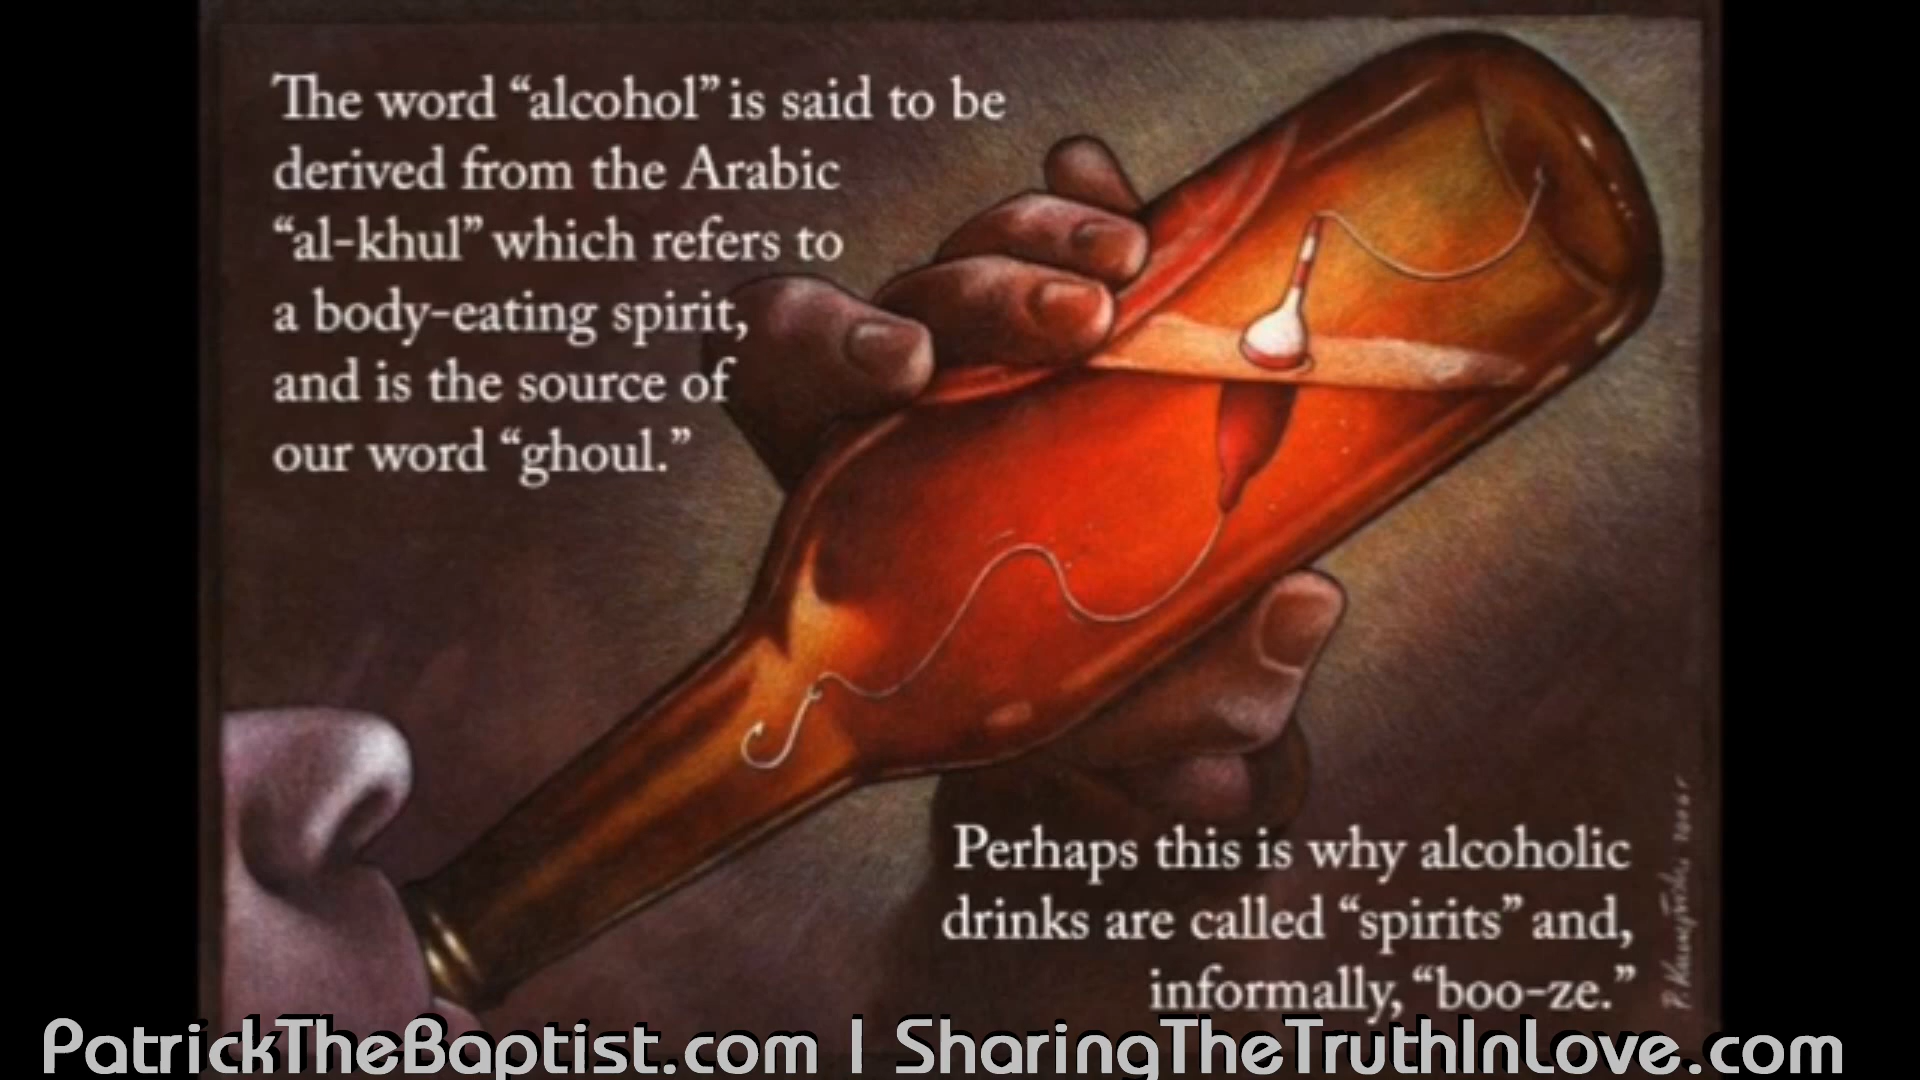 The word “alcohol” is said to be
derived from the Arabic
“al-khul” which refers to
a body-eating spirit,
and is the source of
our word “ghoul.”
Perhaps this is why alcoholic
drinks are called “spirits” and,
informally, “boo-ze.”
PatrickTheBaptist.com | SharingTheTruthInLove.com